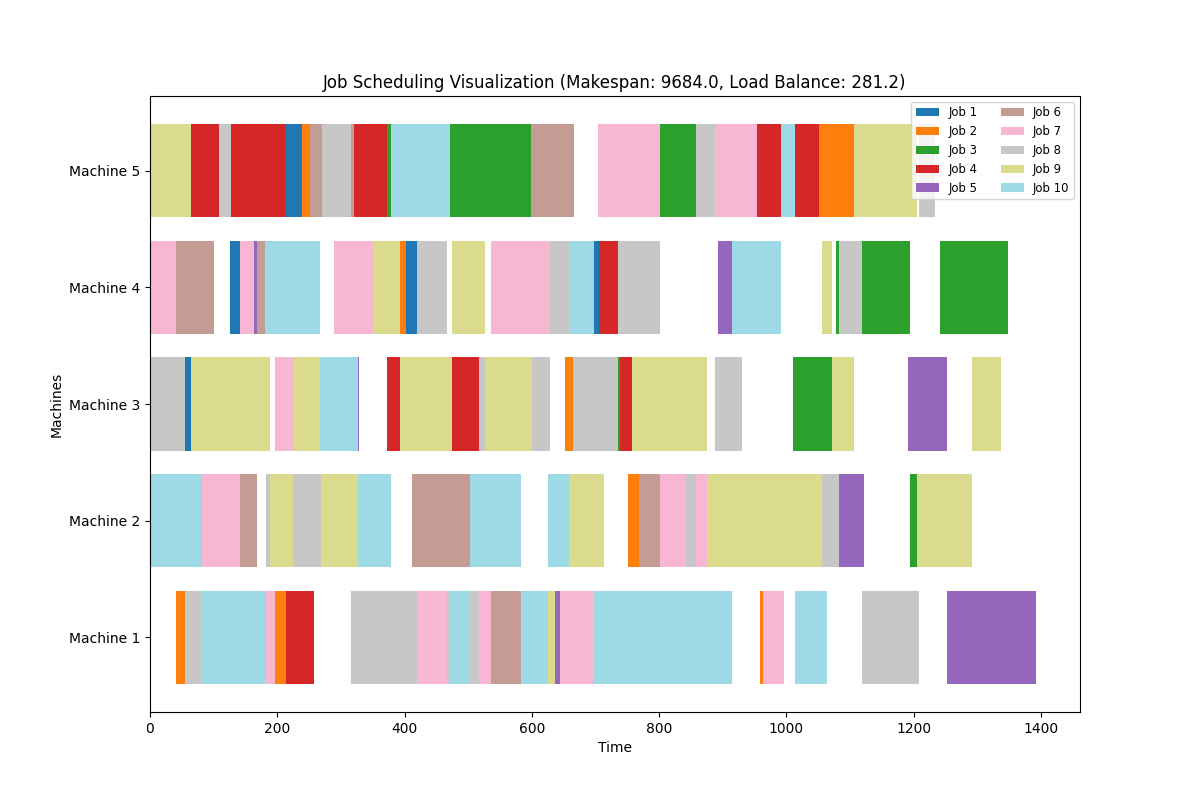 Job Scheduling Visualization (Makespan: 9684.0, Load Balance: 281.2)
Job 1
Job 2
Job 3
Job 4
Job 5
Job 6
Job 7
Job 8
Job 9
Job 10
Machine 5
Machine 4
Machine 3
Machine 2
Machine 1
Machines
0 200 400 600 800 1000 1200 1400
Time